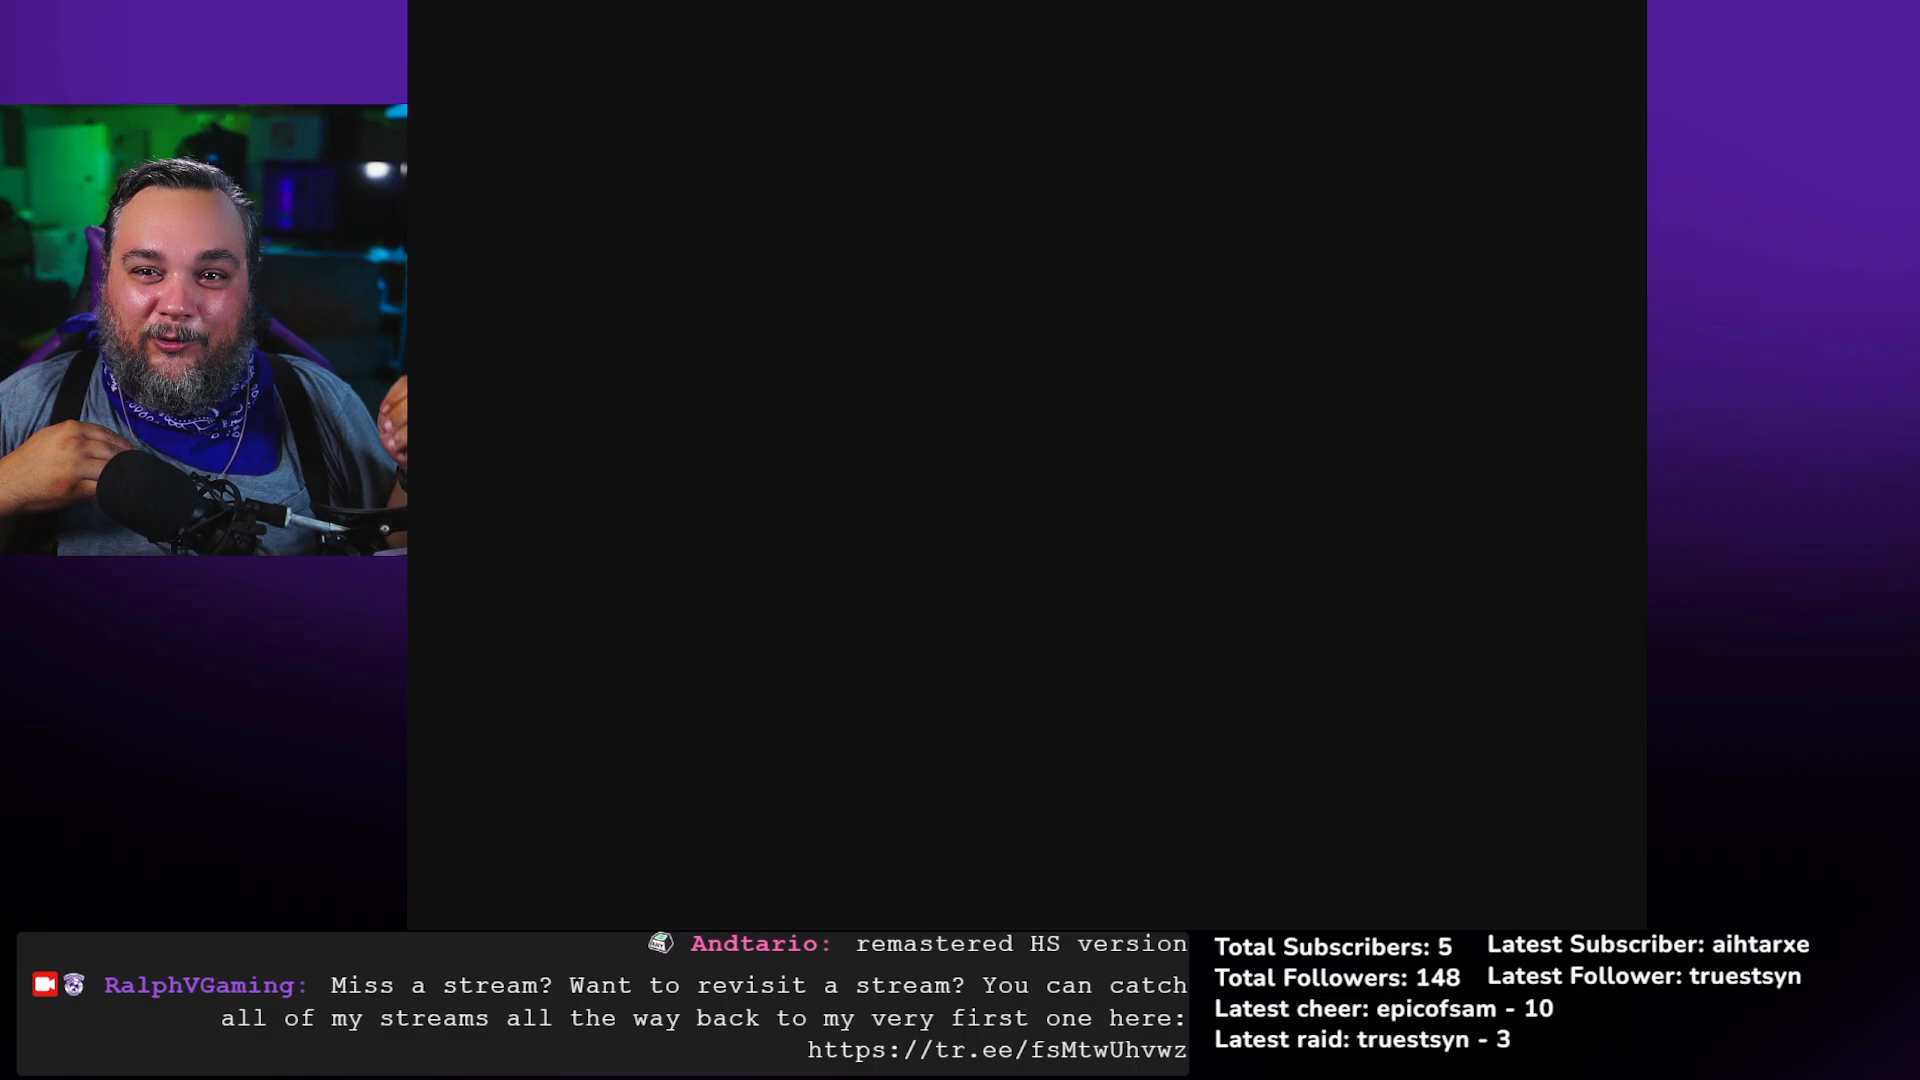 Andtario: remastered HS version
RalphVGaming: Miss a stream? Want to revisit a stream? You can catch
all of my streams all the way back to my very first one here:
https://tr.ee/fsMtwUhvwz
Total Subscribers: 5
Latest Subscriber: aihtarxe
Total Followers: 148
Latest Follower: truestsyn
Latest cheer: epicofsam - 10
Latest raid: truestsyn - 3